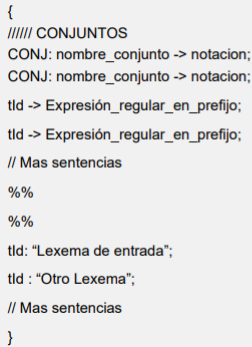 {
////// CONJUNTOS
CONJ: nombre_conjunto -> notacion;
CONJ: nombre_conjunto -> notacion;
tId -> Expresión_regular_en_prefijo;
tId -> Expresión_regular_en_prefijo;
// Mas sentencias
%%
%%
tId: “Lexema de entrada”;
tId : “Otro Lexema”;
// Mas sentencias
}